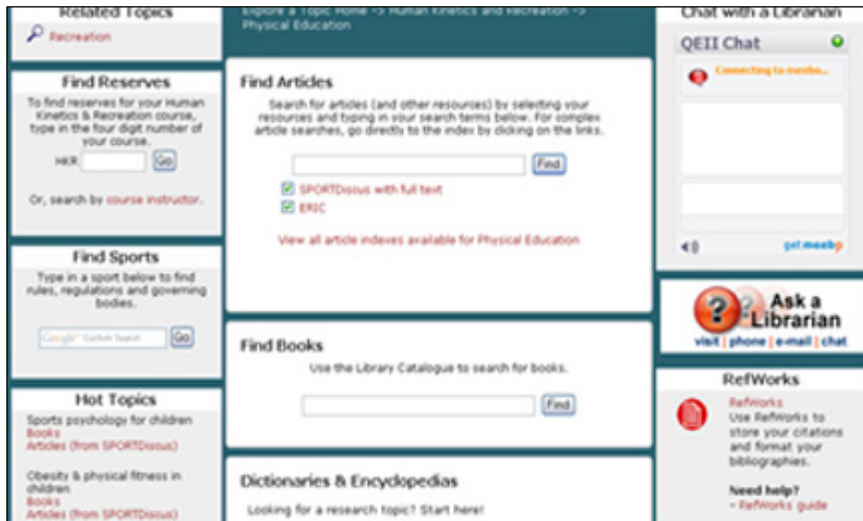 Related Topics
Recreation
Find Reserves
To find reserves for your Human
Kinetics & Recreation course,
type in the four digit number of
your course.
HKR Go
Or, search by course instructor.
Find Sports
Type in a sport below to find
rules, regulations and governing
bodies.
Google Custom Search Go
Hot Topics
Sports psychology for children
Books
Articles (from SPORTDiscus)
Obesity & physical fitness in
children
Books
Articles (from SPORTDiscus)
Explore a Topic Home -> Human Kinetics and Recreation ->
Physical Education
Find Articles
Search for articles (and other resources) by selecting your
resources and typing in your search terms below. For complex
article searches, go directly to the index by clicking on the links.
Find
SPORTDiscus with full text
ERIC
View all article indexes available for Physical Education
Find Books
Use the Library Catalogue to search for books.
Find
Dictionaries & Encyclopedias
Looking for a research topic? Start here!
Chat with a Librarian
QEII Chat
Connecting to meebo...
get meebo
Ask a
Librarian
visit | phone | e-mail | chat
RefWorks
RefWorks
Use RefWorks to
store your citations
and format your
bibliographies.
Need help?
- RefWorks guide